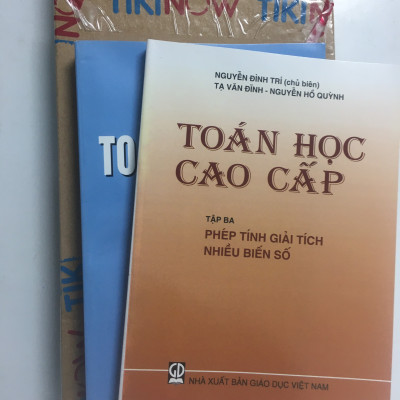 TIKINOW TIKI
TO
NGUYỄN ĐÌNH TRÍ (chủ biên)
TẠ VĂN ĐĨNH - NGUYỄN HỒ QUỲNH
TOÁN HỌC
CAO CẤP
TẬP BA
PHÉP TÍNH GIẢI TÍCH
NHIỀU BIẾN SỐ
GD
NHÀ XUẤT BẢN GIÁO DỤC VIỆT NAM